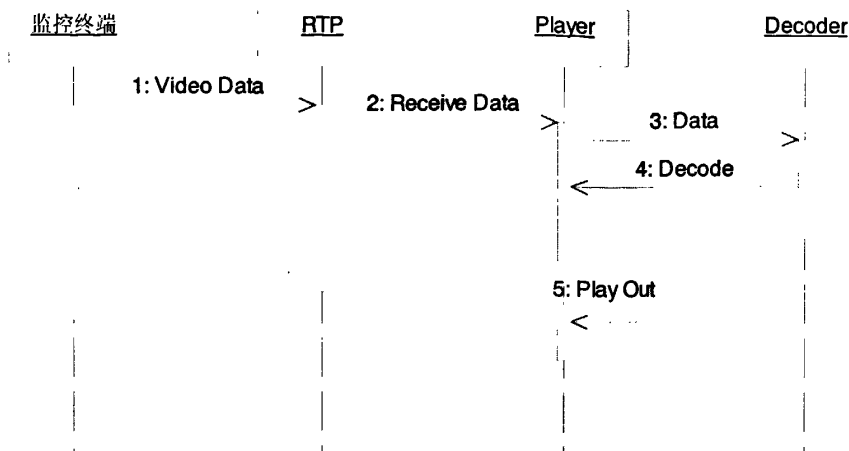 监控终端
RTP
Player
Decoder
1: Video Data
2: Receive Data
3: Data
4: Decode
5: Play Out